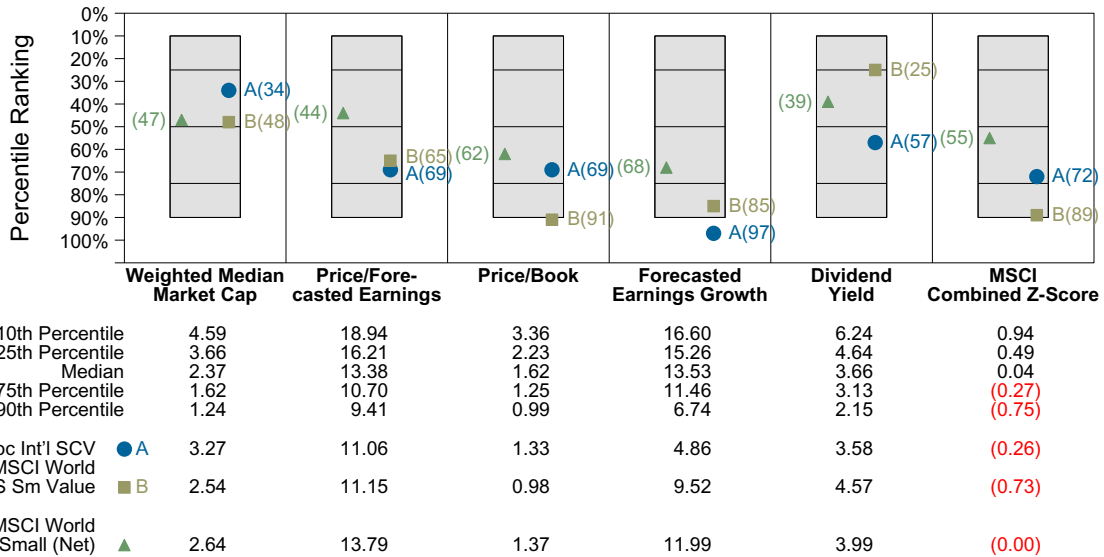 0%
10%
20%
30%
40%
50%
60%
70%
80%
90%
100%
Percentile Ranking
(47)
A(34)
B(48)
(44)
B(65)
A(69)
(62)
A(69)
B(91)
(68)
B(85)
A(97)
(39)
B(25)
A(57)
(55)
A(72)
B(89)
Weighted Median Market Cap
Price/Fore-casted Earnings
Price/Book
Forecasted Earnings Growth
Dividend Yield
MSCI Combined Z-Score
10th Percentile 4.59 18.94 3.36 16.60 6.24 0.94
25th Percentile 3.66 16.21 2.23 15.26 4.64 0.49
Median 2.37 13.38 1.62 13.53 3.66 0.04
75th Percentile 1.62 10.70 1.25 11.46 3.13 (0.27)
90th Percentile 1.24 9.41 0.99 6.74 2.15 (0.75)
Int'l SCV A 3.27 11.06 1.33 4.86 3.58 (0.26)
MSCI World
Sm Value B 2.54 11.15 0.98 9.52 4.57 (0.73)
MSCI World
Small (Net) 2.64 13.79 1.37 11.99 3.99 (0.00)